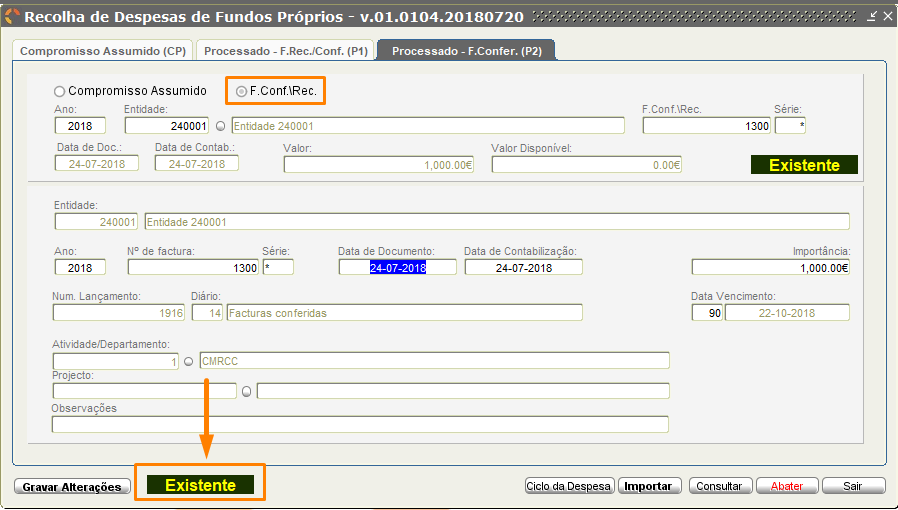 Recolha de Despesas de Fundos Próprios - v.01.0104.20180720
Compromisso Assumido (CP) Processado - F.Rec./Conf. (P1) Processado - F.Confer. (P2)
Compromisso Assumido F.Conf.\Rec.
Ano: Entidade: F.Conf.\Rec. Série:
2018 240001 Entidade 240001 1300 *
Data de Doc.: Data de Contab.: Valor: Valor Disponível:
24-07-2018 24-07-2018 1,000.00€ 0.00€ Existente
Entidade:
240001 Entidade 240001
Ano: Nº de factura: Série: Data de Documento: Data de Contabilização: Importância:
2018 1300 * 24-07-2018 24-07-2018 1,000.00€
Num. Lançamento: Diário: Data Vencimento:
1916 14 Facturas conferidas 90 22-10-2018
Atividade/Departamento:
1 CMRCC
Projecto:
Observações
Gravar Alterações Existente Ciclo da Despesa Importar Consultar Abater Sair